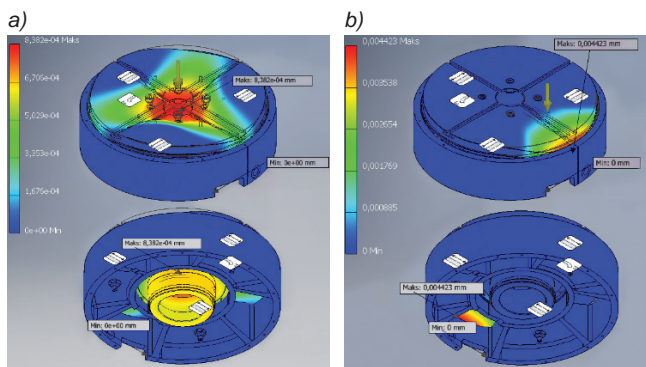 a)
8,382e-04 Maks
6,705e-04
5,029e-04
2,353e-04
1,676e-04
0e+00 Min
Maks: 8,382e-04 mm
Min: 3e+00 mm
Maks: 8,382e-04 mm
Min: 0e+00 mm
b)
0,004423 Maks
0,003538
0,002654
0,001769
0,000885
0 Min
Maks: 0,004423 mm
Min: 0 mm
Maks: 0,004423 mm
Min: 0 mm